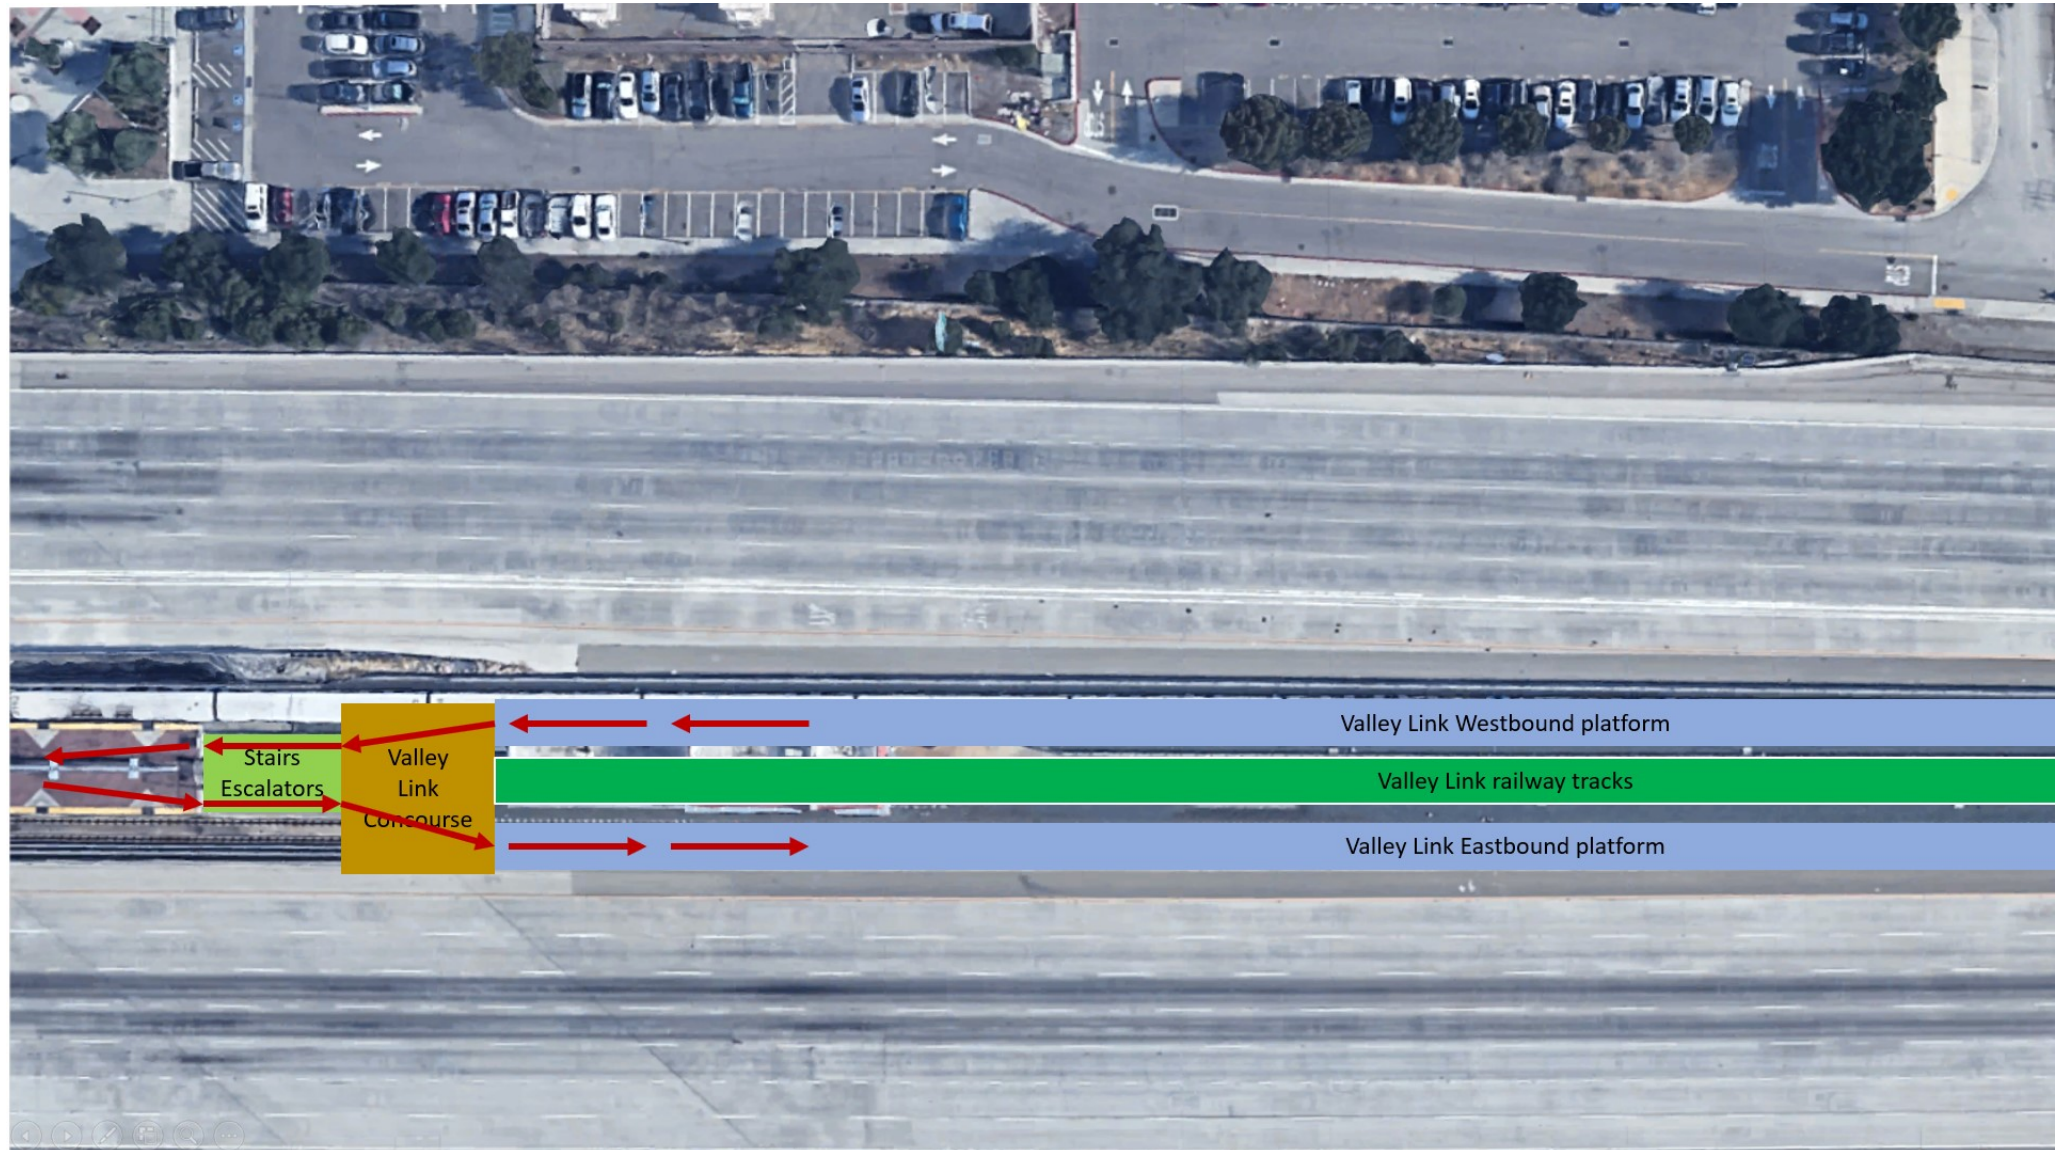 Valley Link Westbound platform
Stairs
Escalators
Valley
Link
Concourse
Valley Link railway tracks
Valley Link Eastbound platform